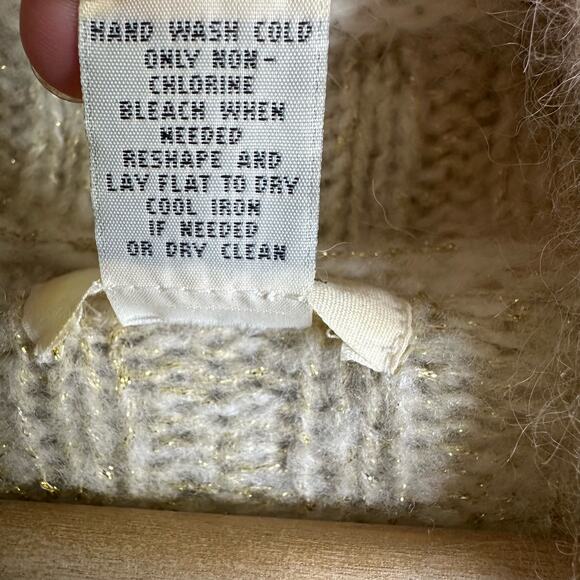 HAND WASH COLD
ONLY NON-
CHLORINE
BLEACH WHEN
NEEDED
RESHAPE AND
LAY FLAT TO DRY
COOL IRON
IF NEEDED
OR DRY CLEAN